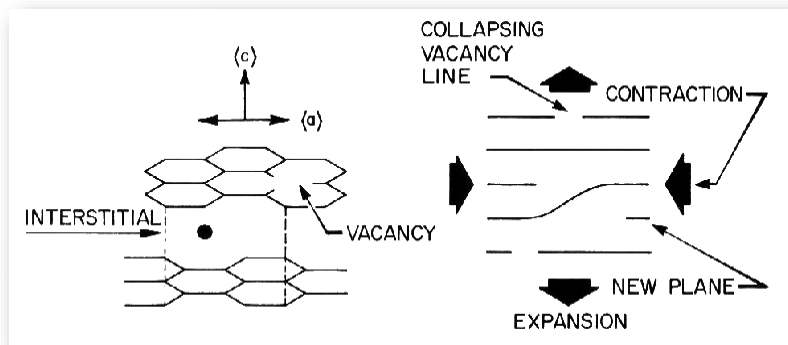 ⟨c⟩
⟨a⟩
INTERSTITIAL
VACANCY
COLLAPSING
VACANCY
LINE
CONTRACTION
NEW PLANE
EXPANSION